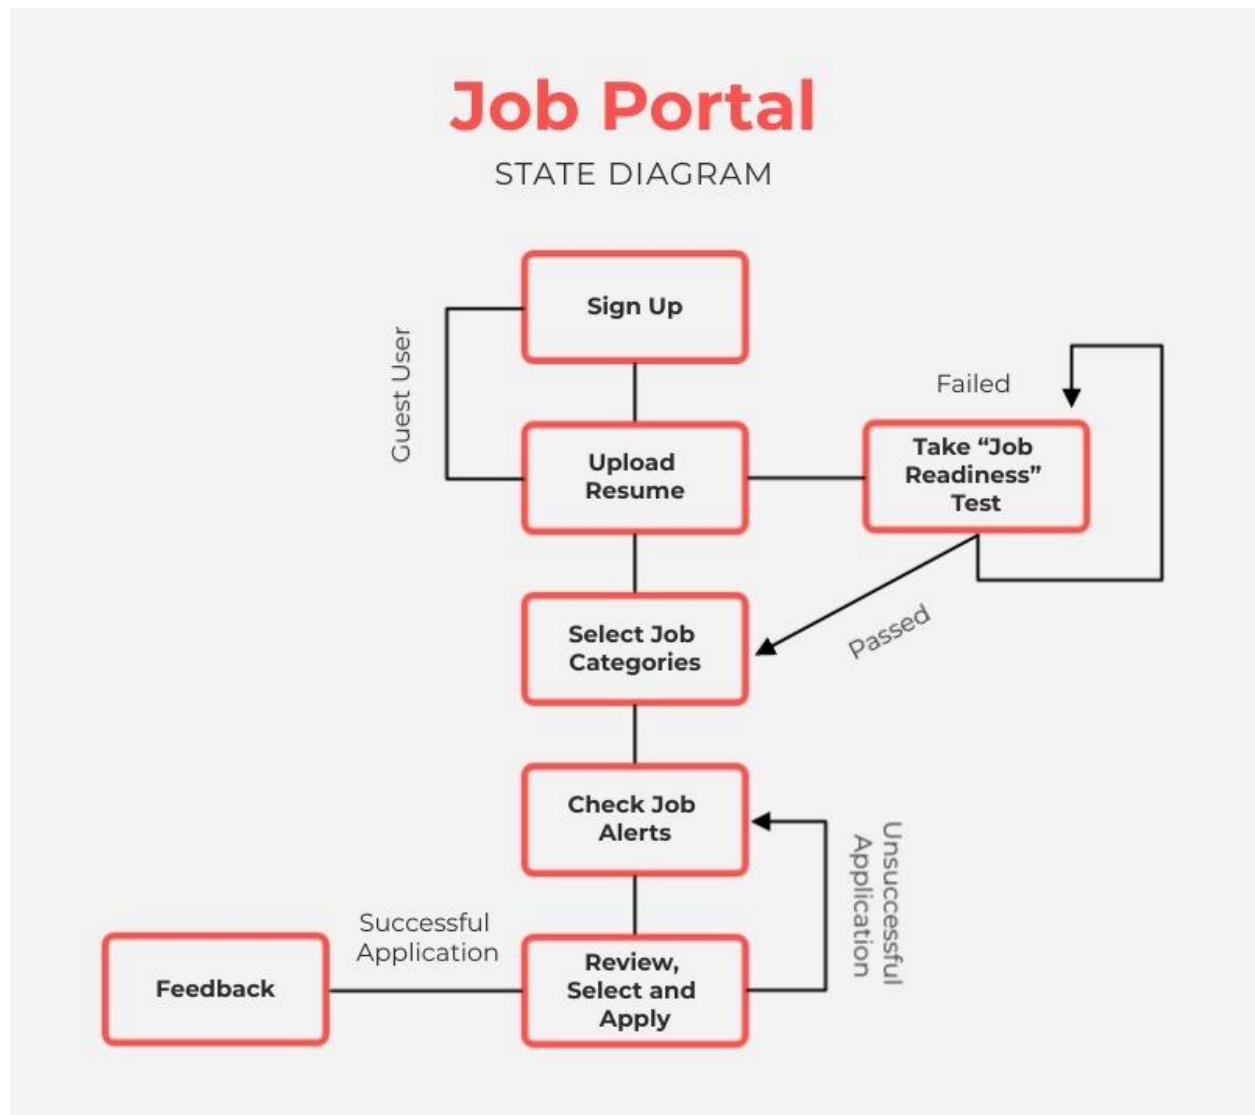 Job Portal
STATE DIAGRAM
Sign Up
Guest User
Failed
Upload
Resume
Take “Job
Readiness”
Test
Select Job
Categories
Passed
Check Job
Alerts
Unsuccessful
Application
Successful
Application
Feedback
Review,
Select and
Apply